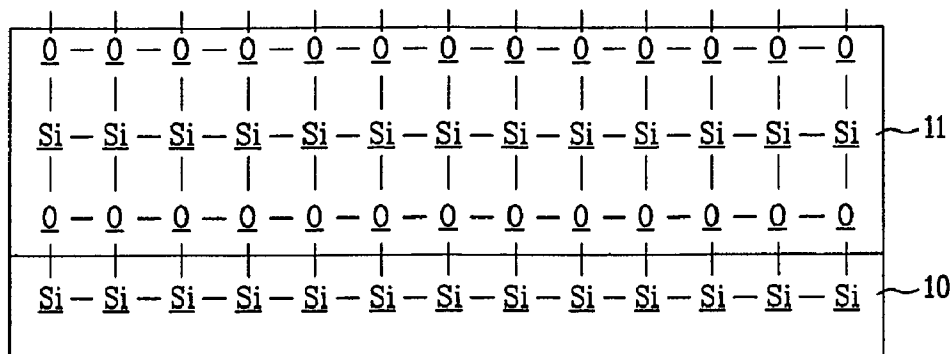 O — O — O — O — O — O — O — O — O — O — O — O — O
Si — Si — Si — Si — Si — Si — Si — Si — Si — Si — Si — Si — Si 11
O — O — O — O — O — O — O — O — O — O — O — O — O
Si — Si — Si — Si — Si — Si — Si — Si — Si — Si — Si — Si — Si 10